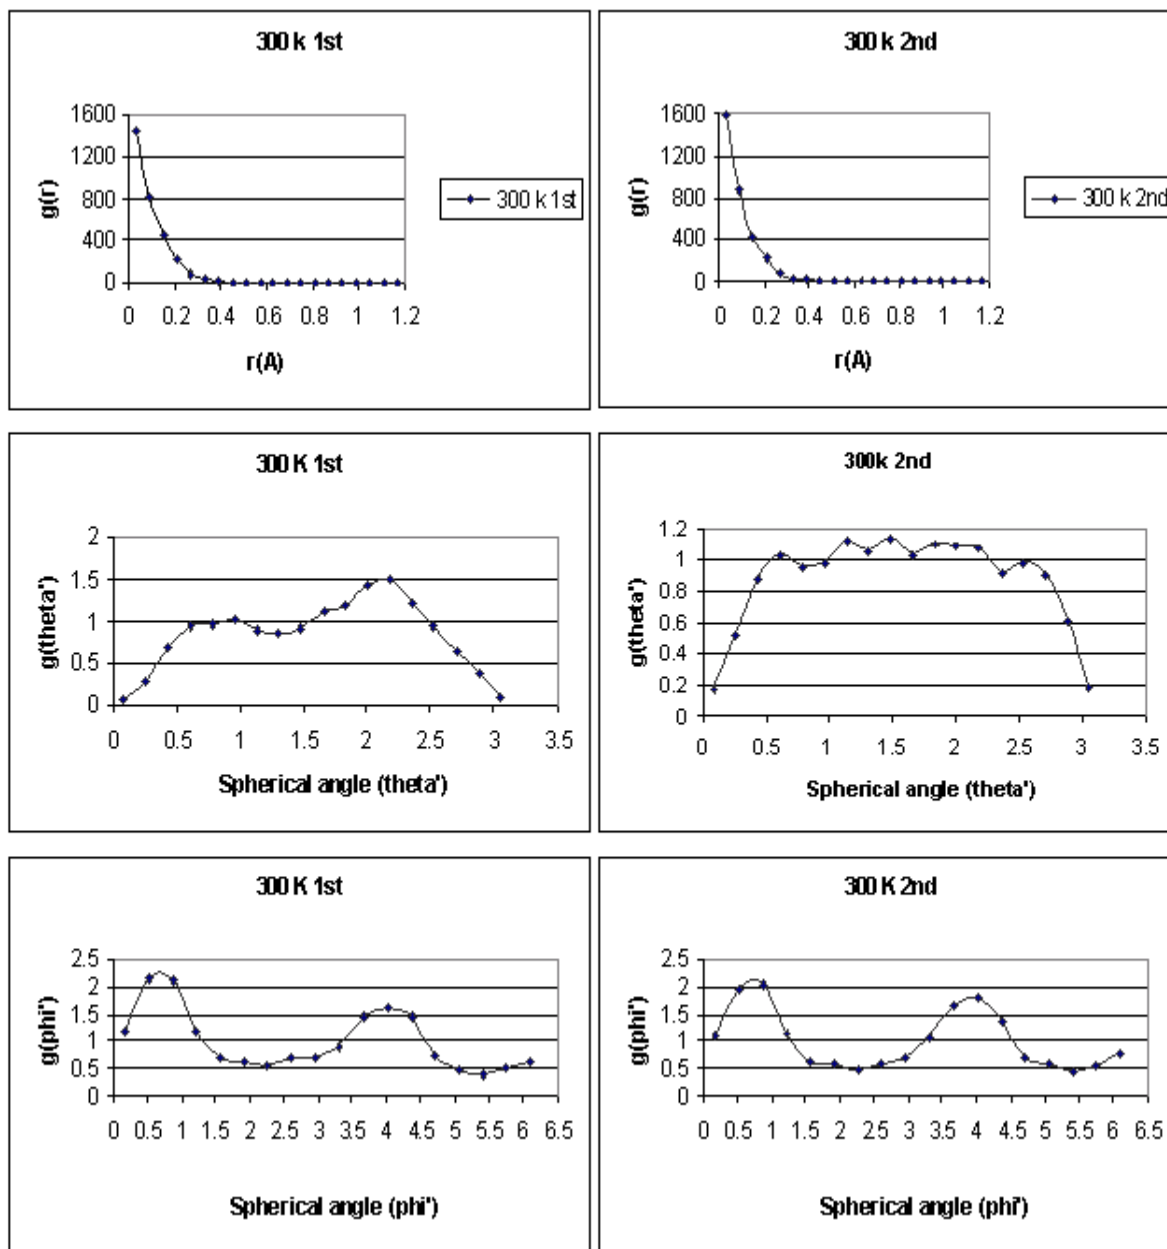 300 k 1st
1600
1200
800
400
0
g(r)
0 0.2 0.4 0.6 0.8 1 1.2
r(A)
300 k 1st
300 k 2nd
1600
1200
800
400
0
g(r)
0 0.2 0.4 0.6 0.8 1 1.2
r(A)
300 k 2nd
300 K 1st
2
1.5
1
0.5
0
g(theta')
0 0.5 1 1.5 2 2.5 3 3.5
Spherical angle (theta')
300k 2nd
1.2
1
0.8
0.6
0.4
0.2
0
g(theta')
0 0.5 1 1.5 2 2.5 3 3.5
Spherical angle (theta')
300 K 1st
2.5
2
1.5
1
0.5
0
g(phi')
0 0.5 1 1.5 2 2.5 3 3.5 4 4.5 5 5.5 6 6.5
Spherical angle (phi')
300 K 2nd
2.5
2
1.5
1
0.5
0
g(phi')
0 0.5 1 1.5 2 2.5 3 3.5 4 4.5 5 5.5 6 6.5
Spherical angle (phi')